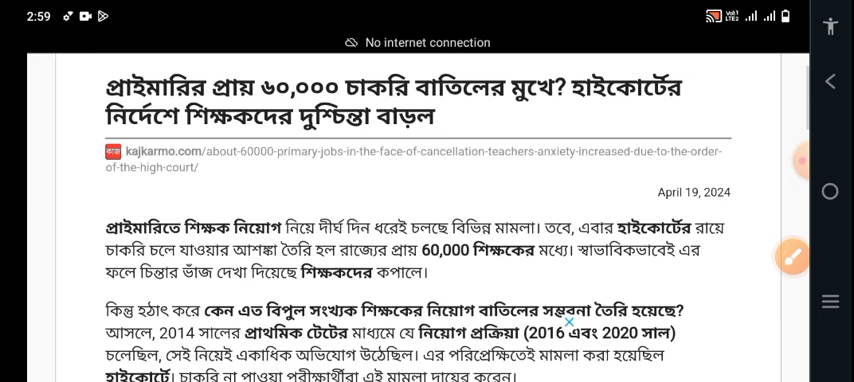 2:59
Vo1 LTE2
No internet connection
প্রাইমারির প্রায় ৬০,০০০ চাকরি বাতিলের মুখে? হাইকোর্টের
নির্দেশে শিক্ষকদের দুশ্চিন্তা বাড়ল
কাজ kajkarmo.com/about-60000-primary-jobs-in-the-face-of-cancellation-teachers-anxiety-increased-due-to-the-order-
of-the-high-court/
April 19, 2024
প্রাইমারিতে শিক্ষক নিয়োগ নিয়ে দীর্ঘ দিন ধরেই চলছে বিভিন্ন মামলা। তবে, এবার হাইকোর্টের রায়ে
চাকরি চলে যাওয়ার আশঙ্কা তৈরি হল রাজ্যের প্রায় 60,000 শিক্ষকের মধ্যে। স্বাভাবিকভাবেই এর
ফলে চিন্তার ভাঁজ দেখা দিয়েছে শিক্ষকদের কপালে।
কিন্তু হঠাৎ করে কেন এত বিপুল সংখ্যক শিক্ষকের নিয়োগ বাতিলের সম্ভবনা তৈরি হয়েছে?
আসলে, 2014 সালের প্রাথমিক টেটের মাধ্যমে যে নিয়োগ প্রক্রিয়া (2016 এবং 2020 সাল)
চলেছিল, সেই নিয়েই একাধিক অভিযোগ উঠেছিল। এর পরিপ্রেক্ষিতেই মামলা করা হয়েছিল
হাইকোর্টে। চাকরি না পাওয়া পরীক্ষার্থীরা এই মামলা দায়ের করেন।